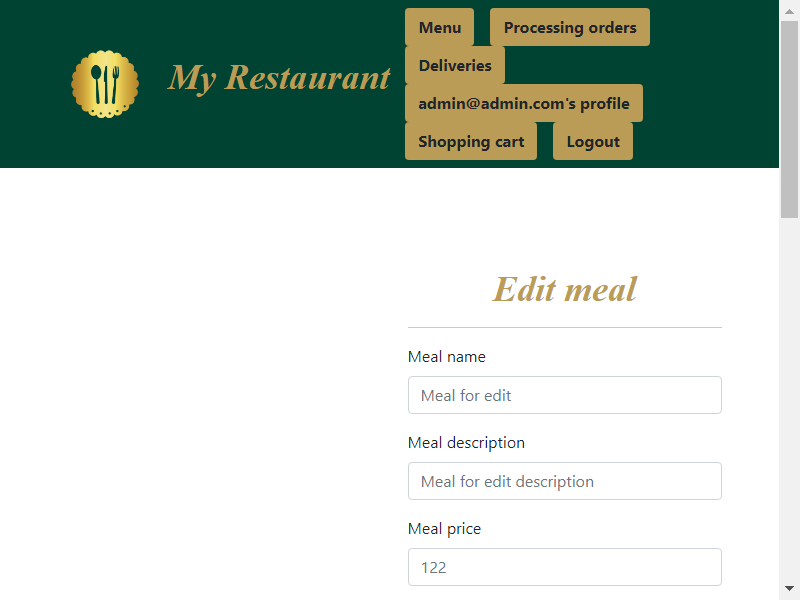 My Restaurant
Menu
Processing orders
Deliveries
admin@admin.com's profile
Shopping cart
Logout
Edit meal
Meal name
Meal for edit
Meal description
Meal for edit description
Meal price
122